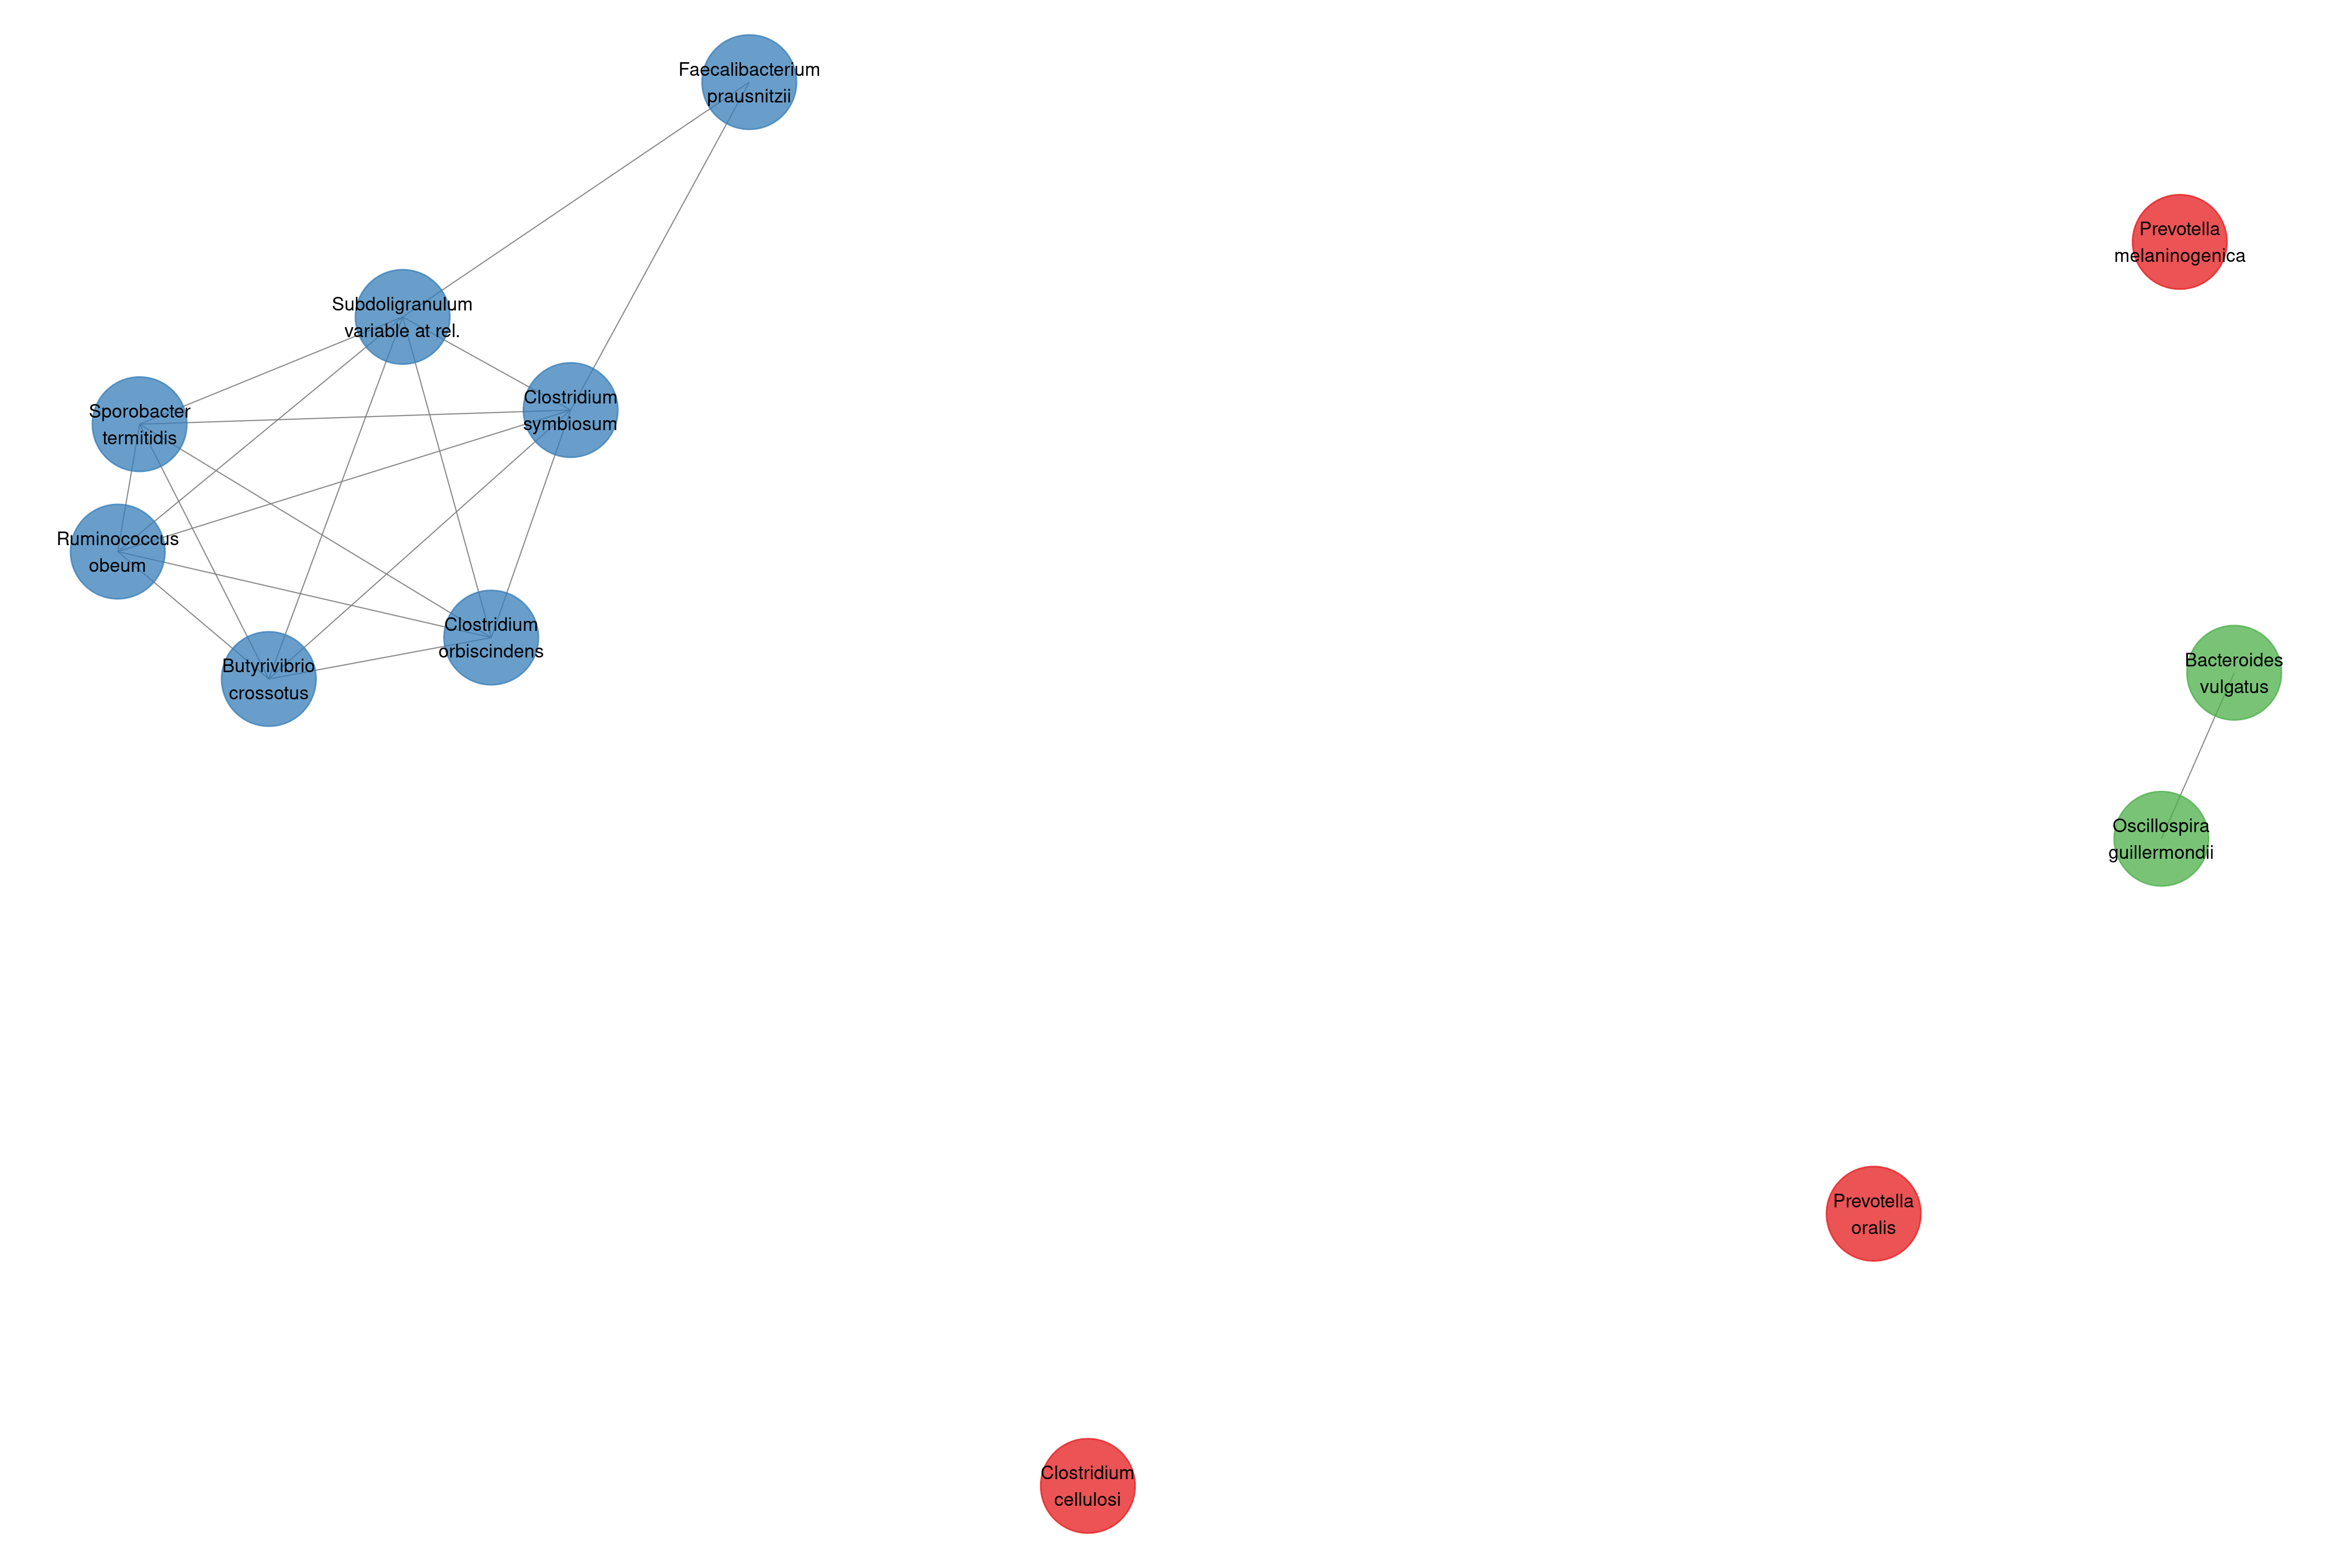 Faecalibacterium
prausnitzii
Prevotella
melaninogenica
Subdoligranulum
variable at rel.
Clostridium
symbiosum
Sporobacter
termitidis
Ruminococcus
obeum
Clostridium
orbiscindens
Butyrivibrio
crossotus
Bacteroides
vulgatus
Oscillospira
guillermondii
Prevotella
oralis
Clostridium
cellulosi